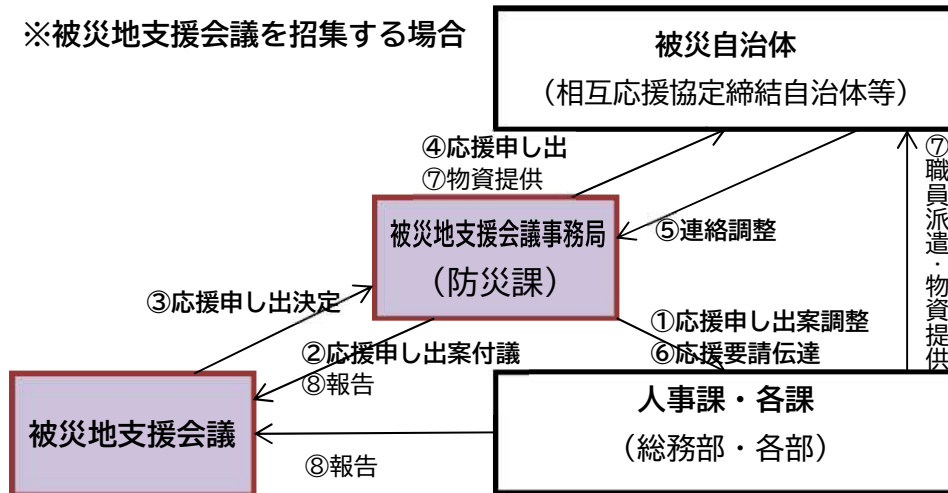 ※被災地支援会議を招集する場合
被災自治体
（相互応援協定締結自治体等）
④応援申し出
⑦物資提供
⑦職員派遣・物資提供
被災地支援会議事務局
（防災課）
⑤連絡調整
③応援申し出決定
①応援申し出案調整
⑥応援要請伝達
②応援申し出案付議
⑧報告
人事課・各課
（総務部・各部）
被災地支援会議
⑧報告